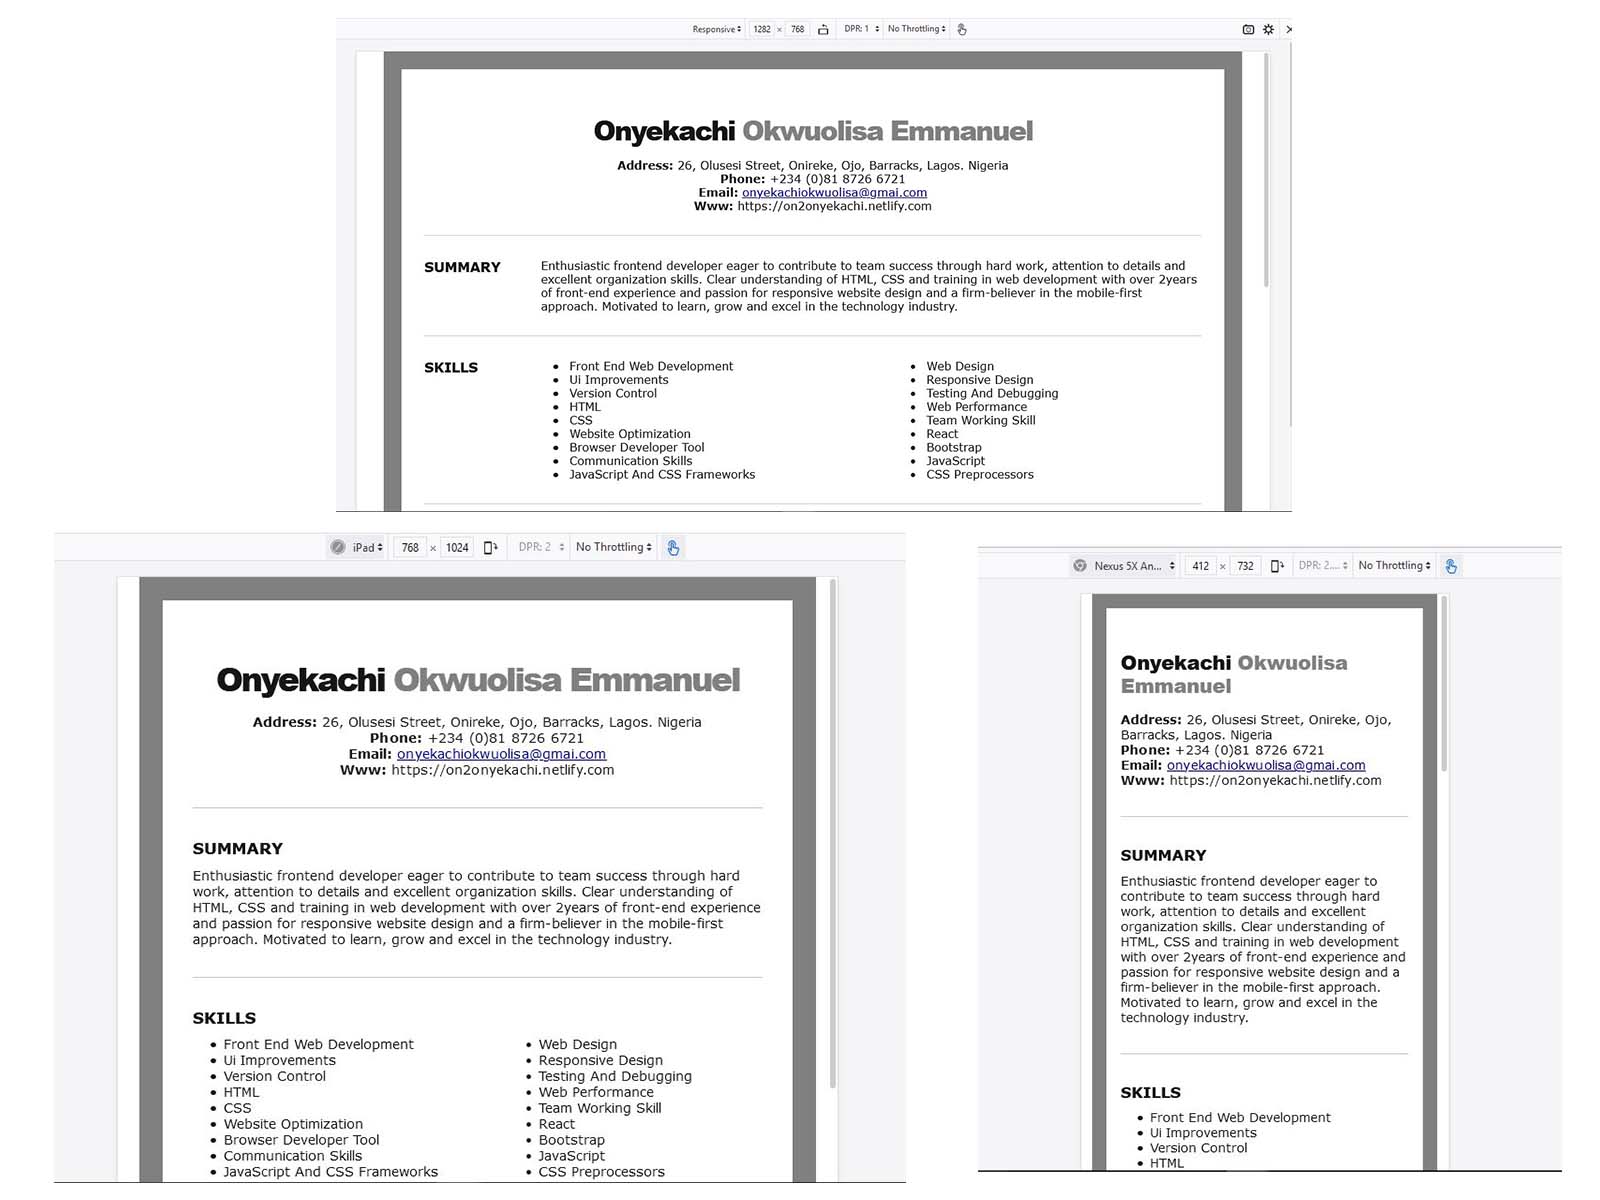 Responsive 1282 × 768 DPR: 1 No Throttling
Onyekachi Okwuolisa Emmanuel
Address: 26, Olusesi Street, Onireke, Ojo, Barracks, Lagos. Nigeria
Phone: +234 (0)81 8726 6721
Email: onyekachiokwuolisa@gmai.com
Www: https://on2onyekachi.netlify.com
SUMMARY
Enthusiastic frontend developer eager to contribute to team success through hard work, attention to details and
excellent organization skills. Clear understanding of HTML, CSS and training in web development with over 2years
of front-end experience and passion for responsive website design and a firm-believer in the mobile-first
approach. Motivated to learn, grow and excel in the technology industry.
SKILLS
• Front End Web Development
• Ui Improvements
• Version Control
• HTML
• CSS
• Website Optimization
• Browser Developer Tool
• Communication Skills
• JavaScript And CSS Frameworks
• Web Design
• Responsive Design
• Testing And Debugging
• Web Performance
• Team Working Skill
• React
• Bootstrap
• JavaScript
• CSS Preprocessors
iPad 768 × 1024 DPR: 2 No Throttling
Onyekachi Okwuolisa Emmanuel
Address: 26, Olusesi Street, Onireke, Ojo, Barracks, Lagos. Nigeria
Phone: +234 (0)81 8726 6721
Email: onyekachiokwuolisa@gmai.com
Www: https://on2onyekachi.netlify.com
SUMMARY
Enthusiastic frontend developer eager to contribute to team success through hard
work, attention to details and excellent organization skills. Clear understanding of
HTML, CSS and training in web development with over 2years of front-end experience
and passion for responsive website design and a firm-believer in the mobile-first
approach. Motivated to learn, grow and excel in the technology industry.
SKILLS
• Front End Web Development
• Ui Improvements
• Version Control
• HTML
• CSS
• Website Optimization
• Browser Developer Tool
• Communication Skills
• JavaScript And CSS Frameworks
• Web Design
• Responsive Design
• Testing And Debugging
• Web Performance
• Team Working Skill
• React
• Bootstrap
• JavaScript
• CSS Preprocessors
Nexus 5X An... 412 × 732 DPR: 2.... No Throttling
Onyekachi Okwuolisa
Emmanuel
Address: 26, Olusesi Street, Onireke, Ojo,
Barracks, Lagos. Nigeria
Phone: +234 (0)81 8726 6721
Email: onyekachiokwuolisa@gmai.com
Www: https://on2onyekachi.netlify.com
SUMMARY
Enthusiastic frontend developer eager to
contribute to team success through hard
work, attention to details and excellent
organization skills. Clear understanding of
HTML, CSS and training in web development
with over 2years of front-end experience and
passion for responsive website design and a
firm-believer in the mobile-first approach.
Motivated to learn, grow and excel in the
technology industry.
SKILLS
• Front End Web Development
• Ui Improvements
• Version Control
• HTML